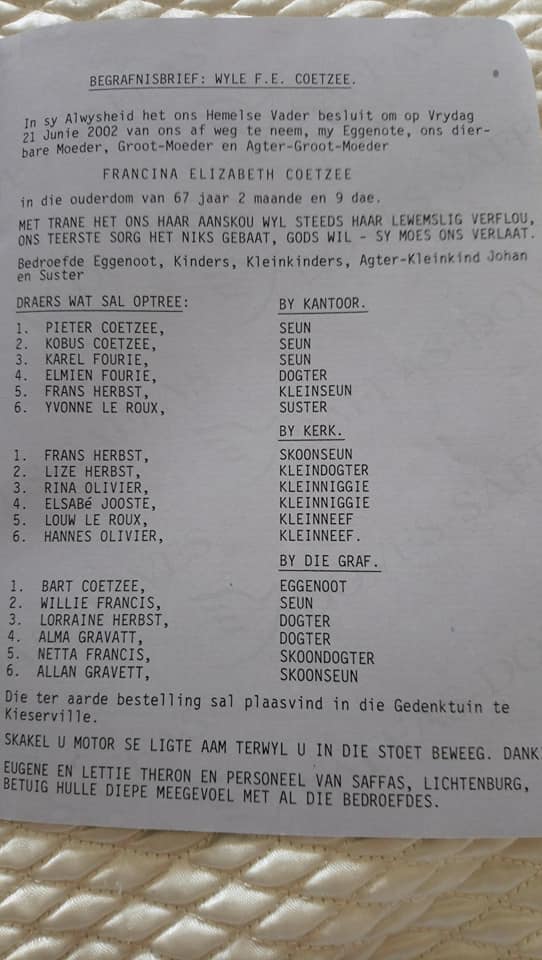 BEGRAFNISBRIEF: WYLE F.E. COETZEE.
In sy Alwysheid het ons Hemelse Vader besluit om op Vrydag
21 Junie 2002 van ons af weg te neem, my Eggenote, ons dier-
bare Moeder, Groot-Moeder en Agter-Groot-Moeder
FRANCINA ELIZABETH COETZEE
in die ouderdom van 67 jaar 2 maande en 9 dae.
MET TRANE HET ONS HAAR AANSKOU WYL STEEDS HAAR LEWEMSLIG VERFLOU,
ONS TEERSTE SORG HET NIKS GEBAAT, GODS WIL - SY MOES ONS VERLAAT.
Bedroefde Eggenoot, Kinders, Kleinkinders, Agter-Kleinkind Johan
en Suster
DRAERS WAT SAL OPTREE: BY KANTOOR.
1. PIETER COETZEE, SEUN
2. KOBUS COETZEE, SEUN
3. KAREL FOURIE, SEUN
4. ELMIEN FOURIE, DOGTER
5. FRANS HERBST, KLEINSEUN
6. YVONNE LE ROUX, SUSTER
BY KERK.
1. FRANS HERBST, SKOONSEUN
2. LIZE HERBST, KLEINDOGTER
3. RINA OLIVIER, KLEINNIGGIE
4. ELSABé JOOSTE, KLEINNIGGIE
5. LOUW LE ROUX, KLEINNEEF
6. HANNES OLIVIER, KLEINNEEF.
BY DIE GRAF.
1. BART COETZEE, EGGENOOT
2. WILLIE FRANCIS, SEUN
3. LORRAINE HERBST, DOGTER
4. ALMA GRAVATT, DOGTER
5. NETTA FRANCIS, SKOONDOGTER
6. ALLAN GRAVETT, SKOONSEUN
Die ter aarde bestelling sal plaasvind in die Gedenktuin te
Kieserville.
SKAKEL U MOTOR SE LIGTE AAM TERWYL U IN DIE STOET BEWEEG. DANK
EUGENE EN LETTIE THERON EN PERSONEEL VAN SAFFAS, LICHTENBURG,
BETUIG HULLE DIEPE MEEGEVOEL MET AL DIE BEDROEFDES.